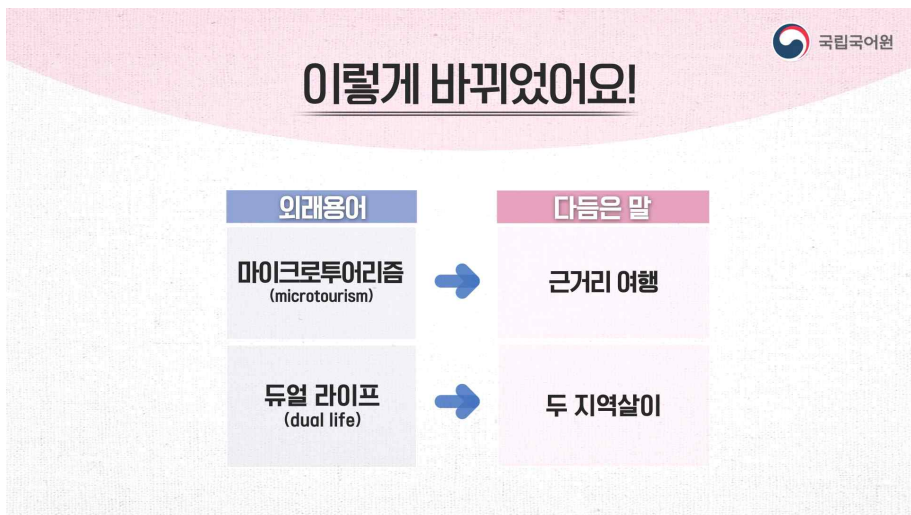 국립국어원
이렇게 바뀌었어요!
외래용어
다듬은 말
마이크로투어리즘
(microtourism)
근거리 여행
듀얼 라이프
(dual life)
두 지역살이